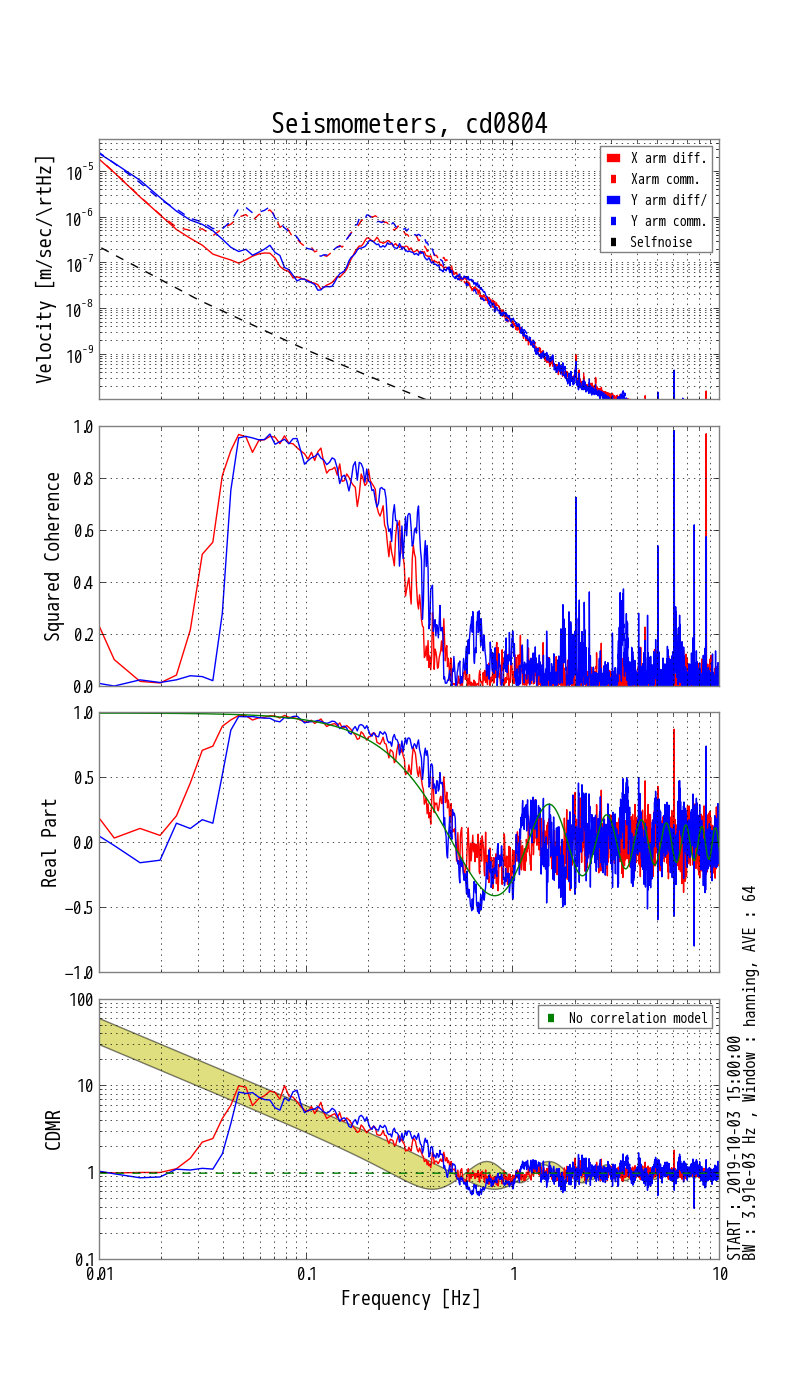 Seismometers, cd0804
Velocity [m/sec/\rtHz]
10^-5
10^-6
10^-7
10^-8
10^-9
X arm diff.
Xarm comm.
Y arm diff/
Y arm comm.
Selfnoise
Squared Coherence
1.0
0.8
0.6
0.4
0.2
0.0
Real Part
1.0
0.5
0.0
−0.5
−1.0
CDMR
100
10
1
0.1
No correlation model
0.01
0.1
1
10
Frequency [Hz]
START : 2019-10-03 15:00:00
BW : 3.91e-03 Hz , Window : hanning, AVE : 64